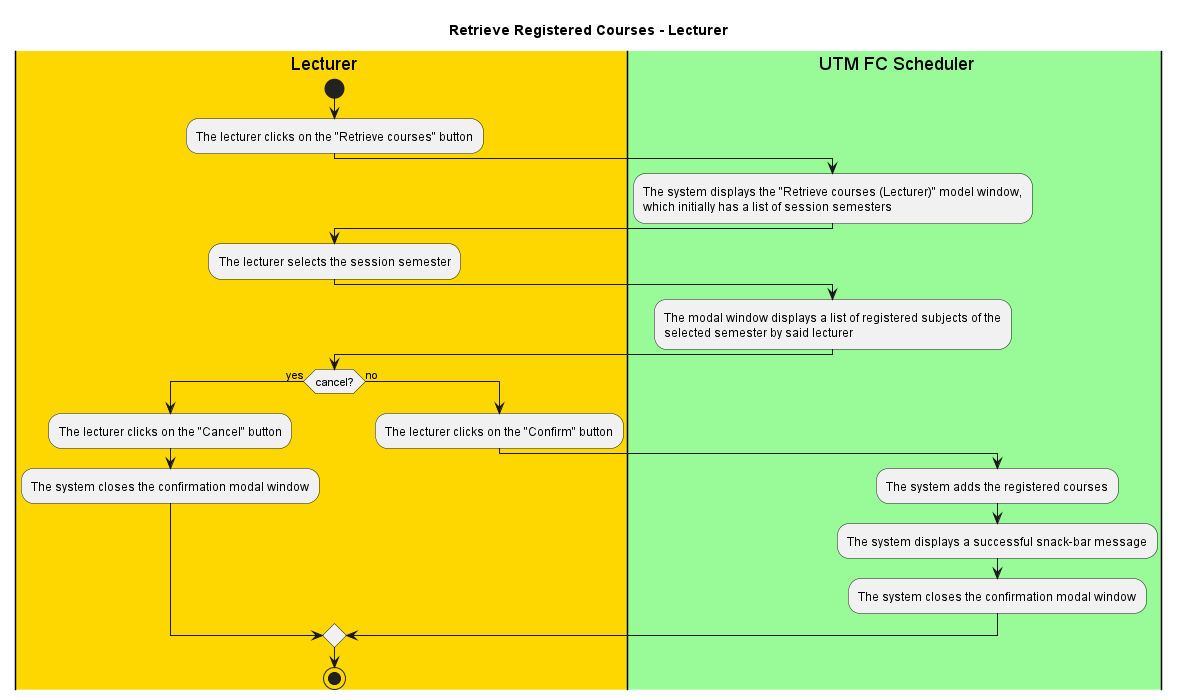 Retrieve Registered Courses - Lecturer
Lecturer
UTM FC Scheduler
The lecturer clicks on the "Retrieve courses" button
The system displays the "Retrieve courses (Lecturer)" model window,
which initially has a list of session semesters
The lecturer selects the session semester
The modal window displays a list of registered subjects of the
selected semester by said lecturer
yes
cancel?
no
The lecturer clicks on the "Cancel" button
The lecturer clicks on the "Confirm" button
The system closes the confirmation modal window
The system adds the registered courses
The system displays a successful snack-bar message
The system closes the confirmation modal window